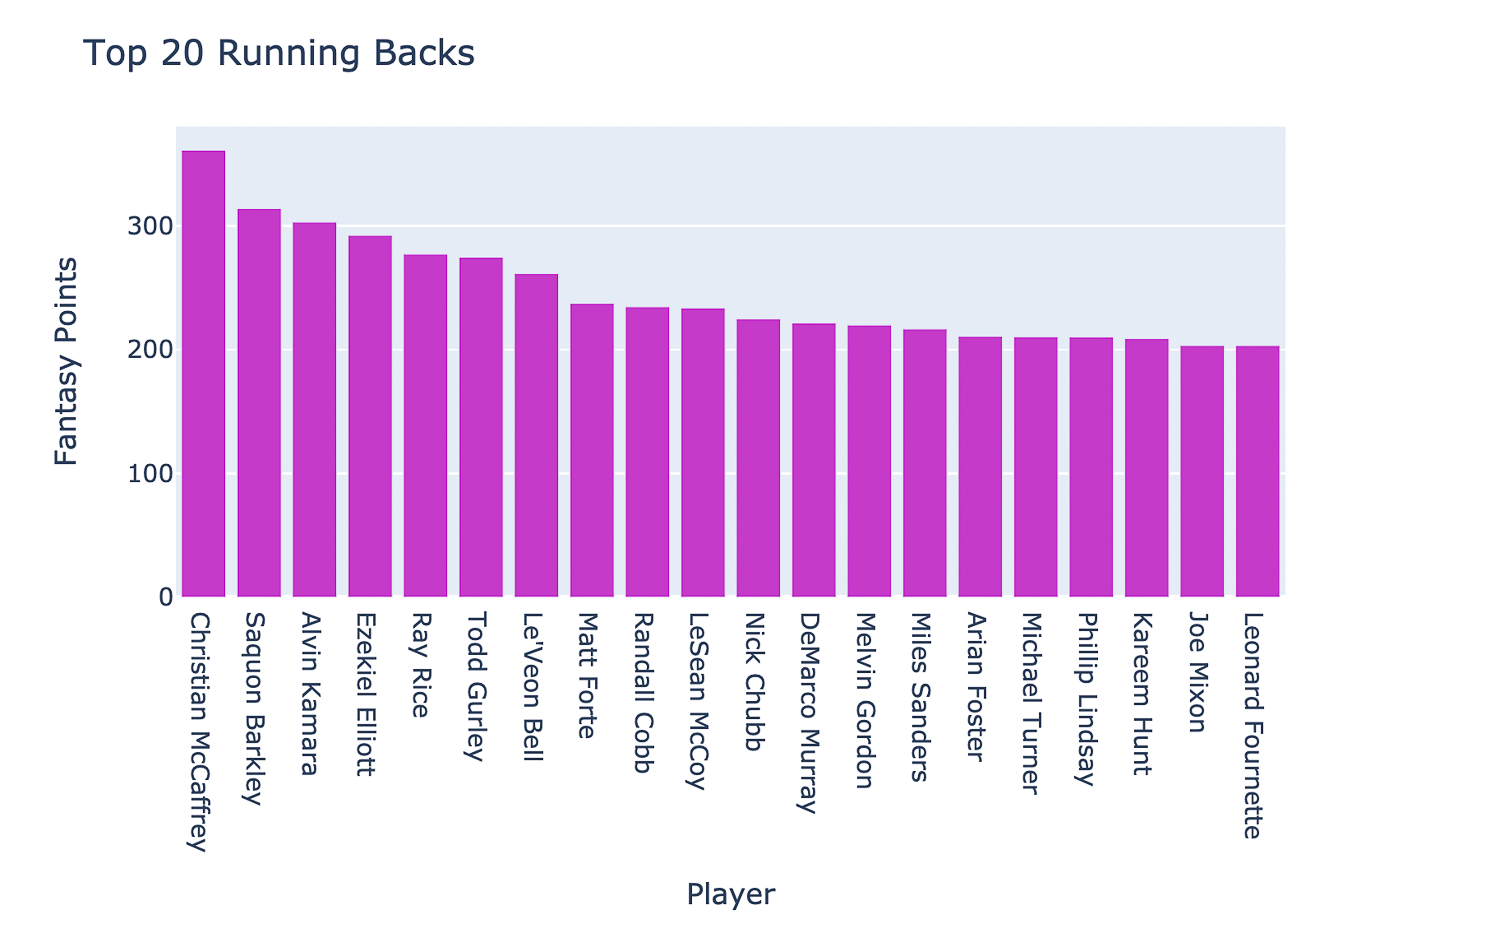 Top 20 Running Backs
Fantasy Points
300
200
100
0
Christian McCaffrey
Saquon Barkley
Alvin Kamara
Ezekiel Elliott
Ray Rice
Todd Gurley
Le'Veon Bell
Matt Forte
Randall Cobb
LeSean McCoy
Nick Chubb
DeMarco Murray
Melvin Gordon
Miles Sanders
Arian Foster
Michael Turner
Phillip Lindsay
Kareem Hunt
Joe Mixon
Leonard Fournette
Player